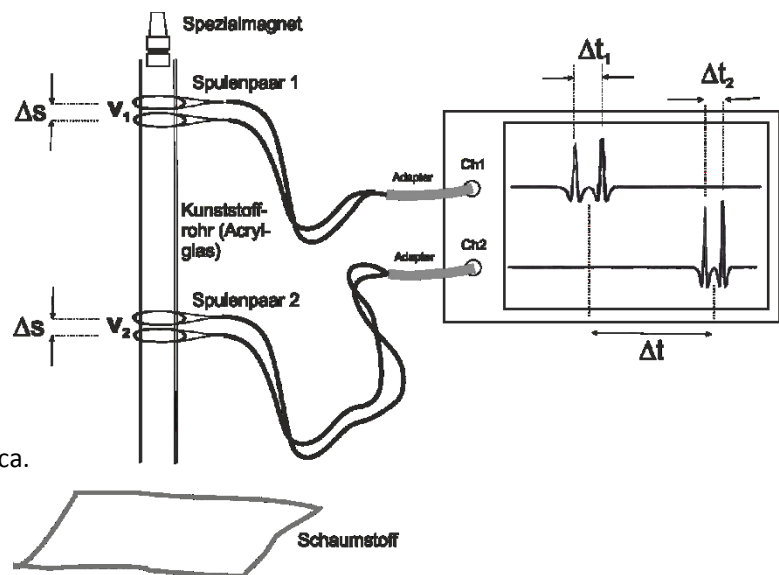 Spezialmagnet
Δt₁
Spulenpaar 1
Δt₂
Δs
v₁
Adapter
Ch1
Kunststoff-
rohr (Acryl-
glas)
Adapter
Ch2
Spulenpaar 2
Δs
v₂
Δt
ca.
Schaumstoff